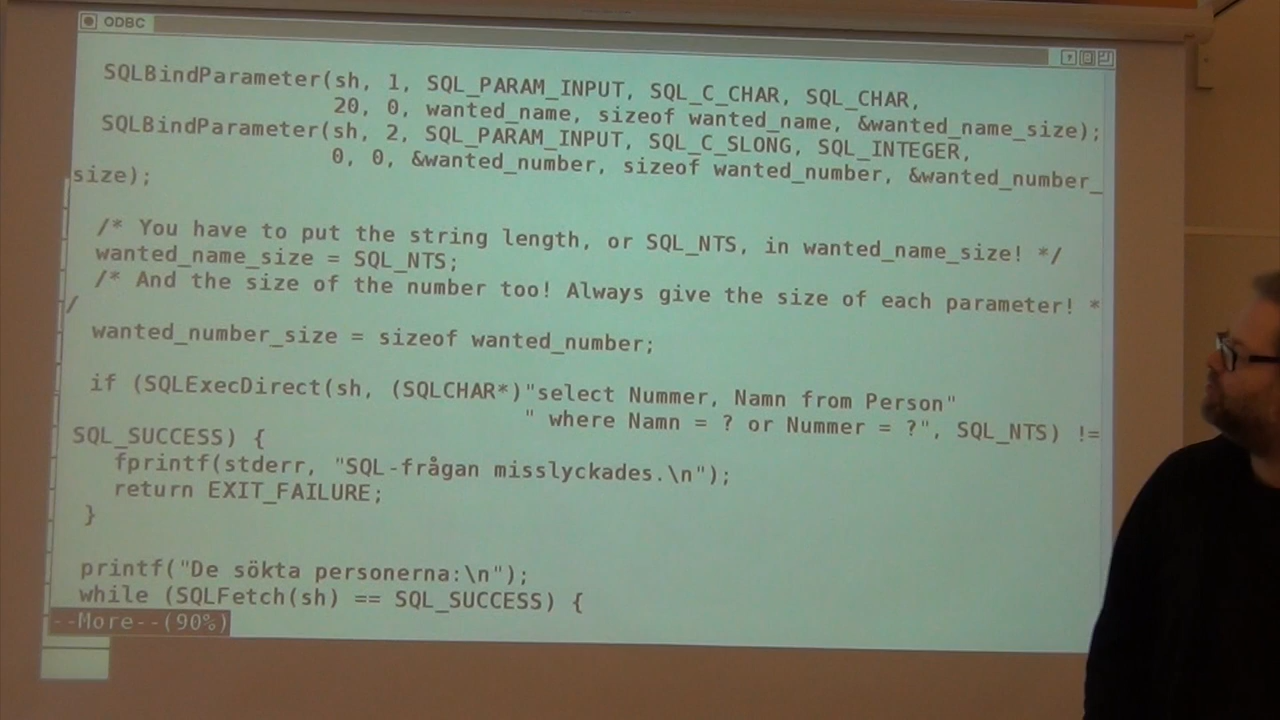 ODBC
SQLBindParameter(sh, 1, SQL_PARAM_INPUT, SQL_C_CHAR, SQL_CHAR,
20, 0, wanted_name, sizeof wanted_name, &wanted_name_size);
SQLBindParameter(sh, 2, SQL_PARAM_INPUT, SQL_C_SLONG, SQL_INTEGER,
0, 0, &wanted_number, sizeof wanted_number, &wanted_number_
size);
/* You have to put the string length, or SQL_NTS, in wanted_name_size! */
wanted_name_size = SQL_NTS;
/* And the size of the number too! Always give the size of each parameter! *
/
wanted_number_size = sizeof wanted_number;
if (SQLExecDirect(sh, (SQLCHAR*)"select Nummer, Namn from Person"
" where Namn = ? or Nummer = ?", SQL_NTS) !=
SQL_SUCCESS) {
fprintf(stderr, "SQL-frågan misslyckades.\n");
return EXIT_FAILURE;
}
printf("De sökta personerna:\n");
while (SQLFetch(sh) == SQL_SUCCESS) {
--More--(90%)